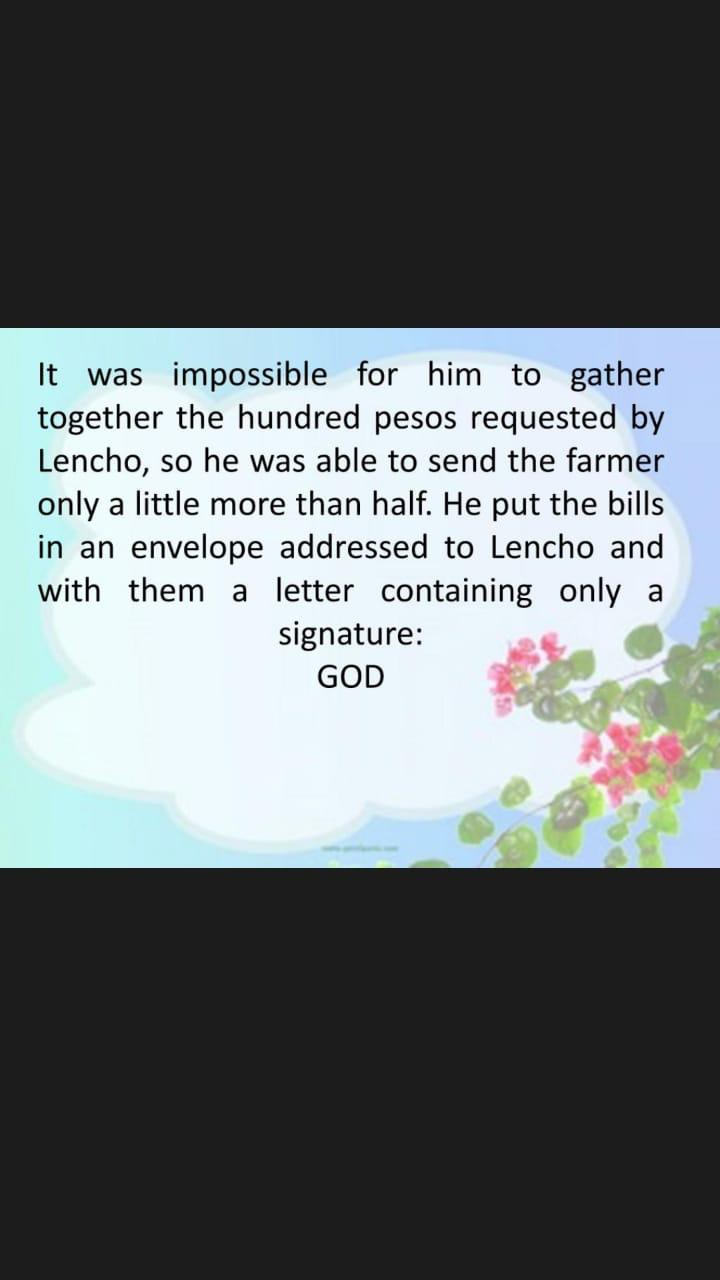 It was impossible for him to gather
together the hundred pesos requested by
Lencho, so he was able to send the farmer
only a little more than half. He put the bills
in an envelope addressed to Lencho and
with them a letter containing only a
signature:
GOD